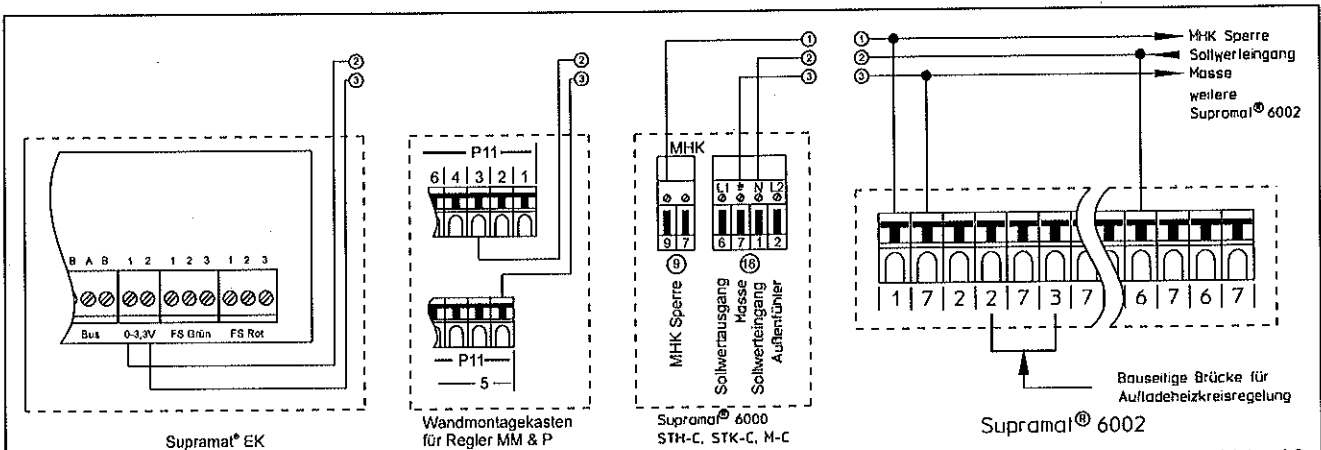 ② ③
B A B 1 2 1 2 3 1 2 3
Bus 0-3,3V FS Grün FS Rot
Supramat® EK
② ③
P11
6 4 3 2 1
P11
5
Wandmontagekasten
für Regler MM & P
① ② ③
MHK
L1 N L2
9 7 6 7 1 2
⑨ ⑯
MHK Sperre
Sollwertausgang
Masse
Sollwerteingang
Außenfühler
Supramat® 6000
STH-C, STK-C, M-C
① MHK Sperre
② Sollwerteingang
③ Masse
weitere
Supramat® 6002
1 7 2 2 7 3 7 6 7 6 7
Bauseitige Brücke für
Aufladeheizkreisregelung
Supramat® 6002